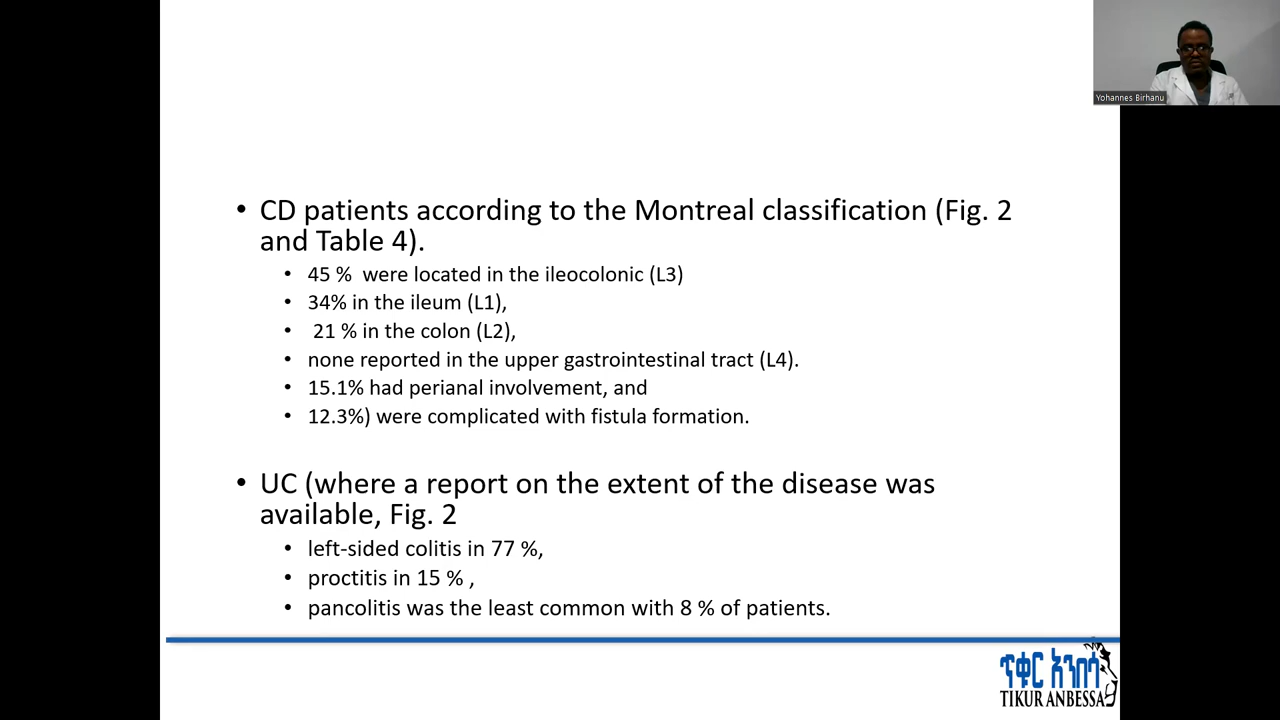 Yohannes Birhanu
• CD patients according to the Montreal classification (Fig. 2
and Table 4).
• 45 % were located in the ileocolonic (L3)
• 34% in the ileum (L1),
• 21 % in the colon (L2),
• none reported in the upper gastrointestinal tract (L4).
• 15.1% had perianal involvement, and
• 12.3%) were complicated with fistula formation.
• UC (where a report on the extent of the disease was
available, Fig. 2
• left-sided colitis in 77 %,
• proctitis in 15 % ,
• pancolitis was the least common with 8 % of patients.
ጥቁር አንበሳ
TIKUR ANBESSA